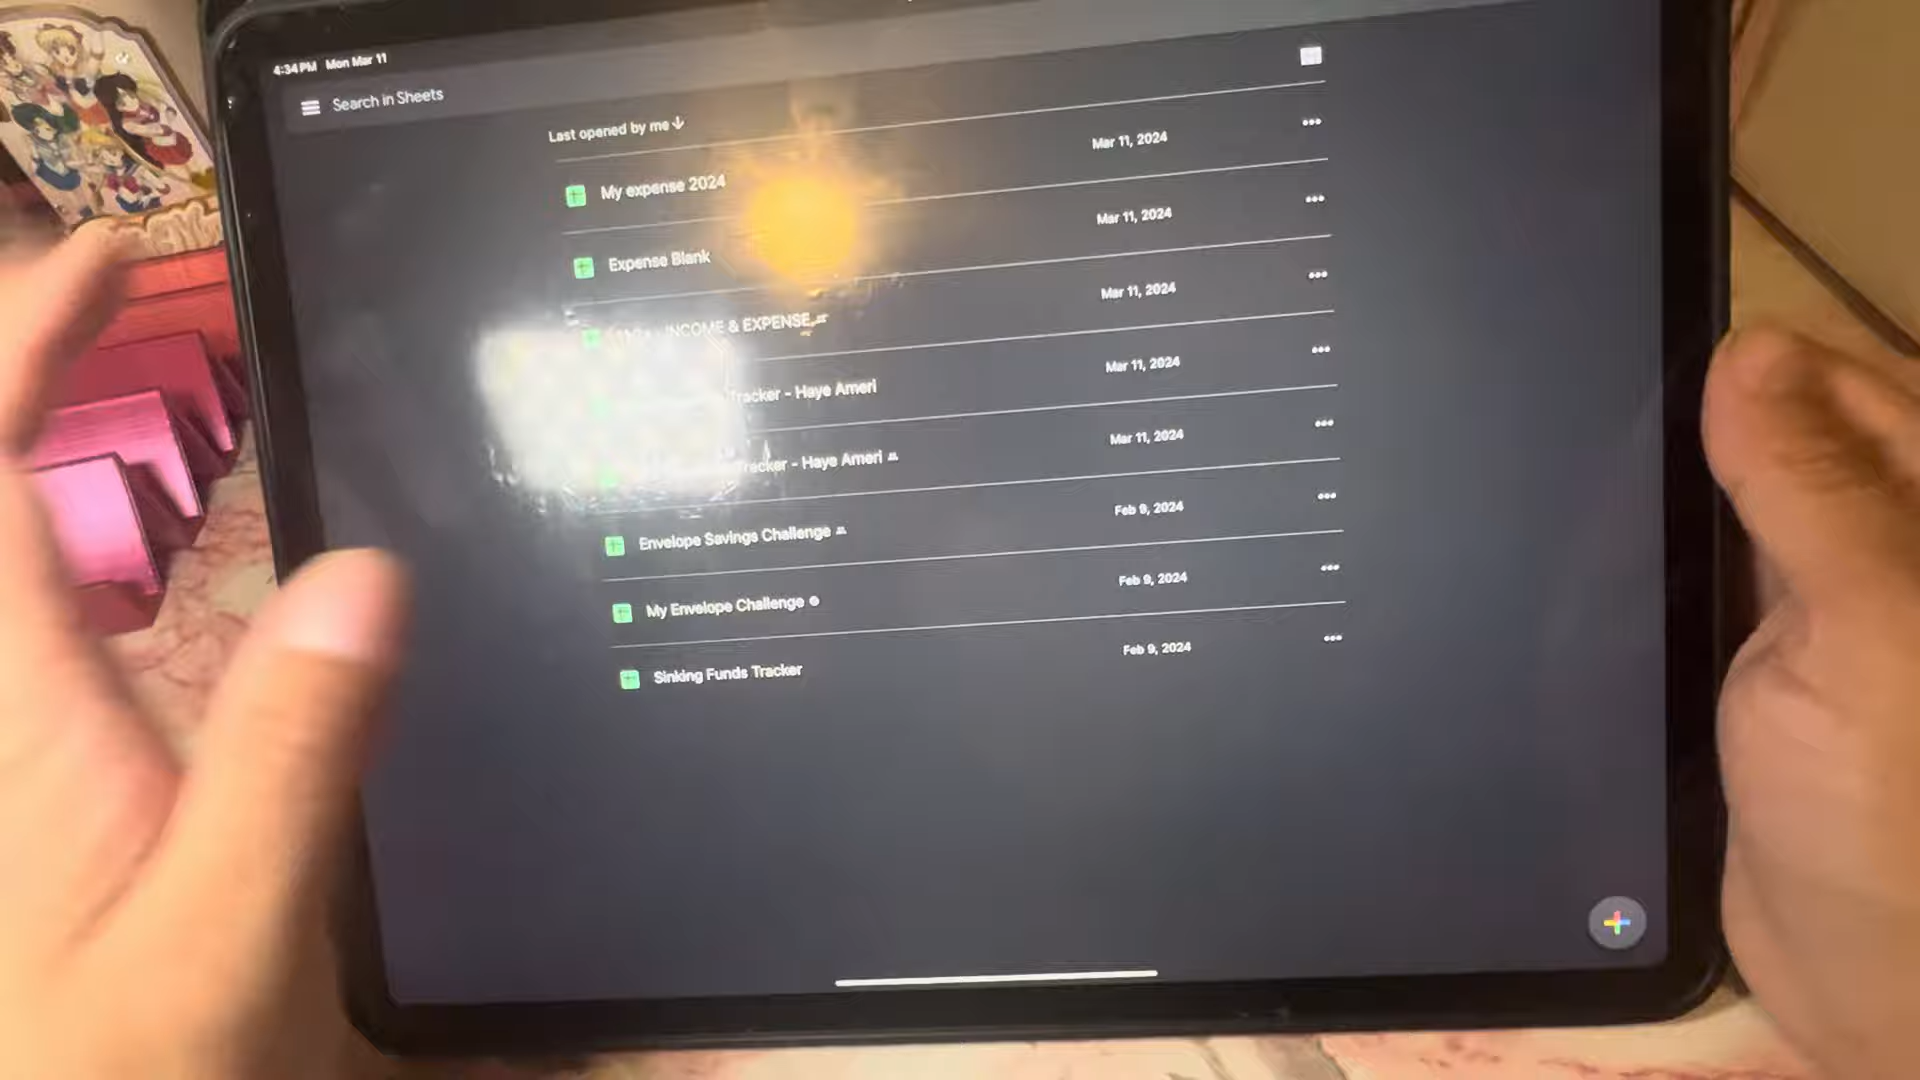 4:34 PM Mon Mar 11
Search in Sheets
Last opened by me
My expense 2024 Mar 11, 2024
Expense Blank Mar 11, 2024
INCOME & EXPENSE Mar 11, 2024
Tracker - Haye Ameri Mar 11, 2024
Tracker - Haye Ameri Mar 11, 2024
Envelope Savings Challenge Feb 9, 2024
My Envelope Challenge Feb 9, 2024
Sinking Funds Tracker Feb 9, 2024